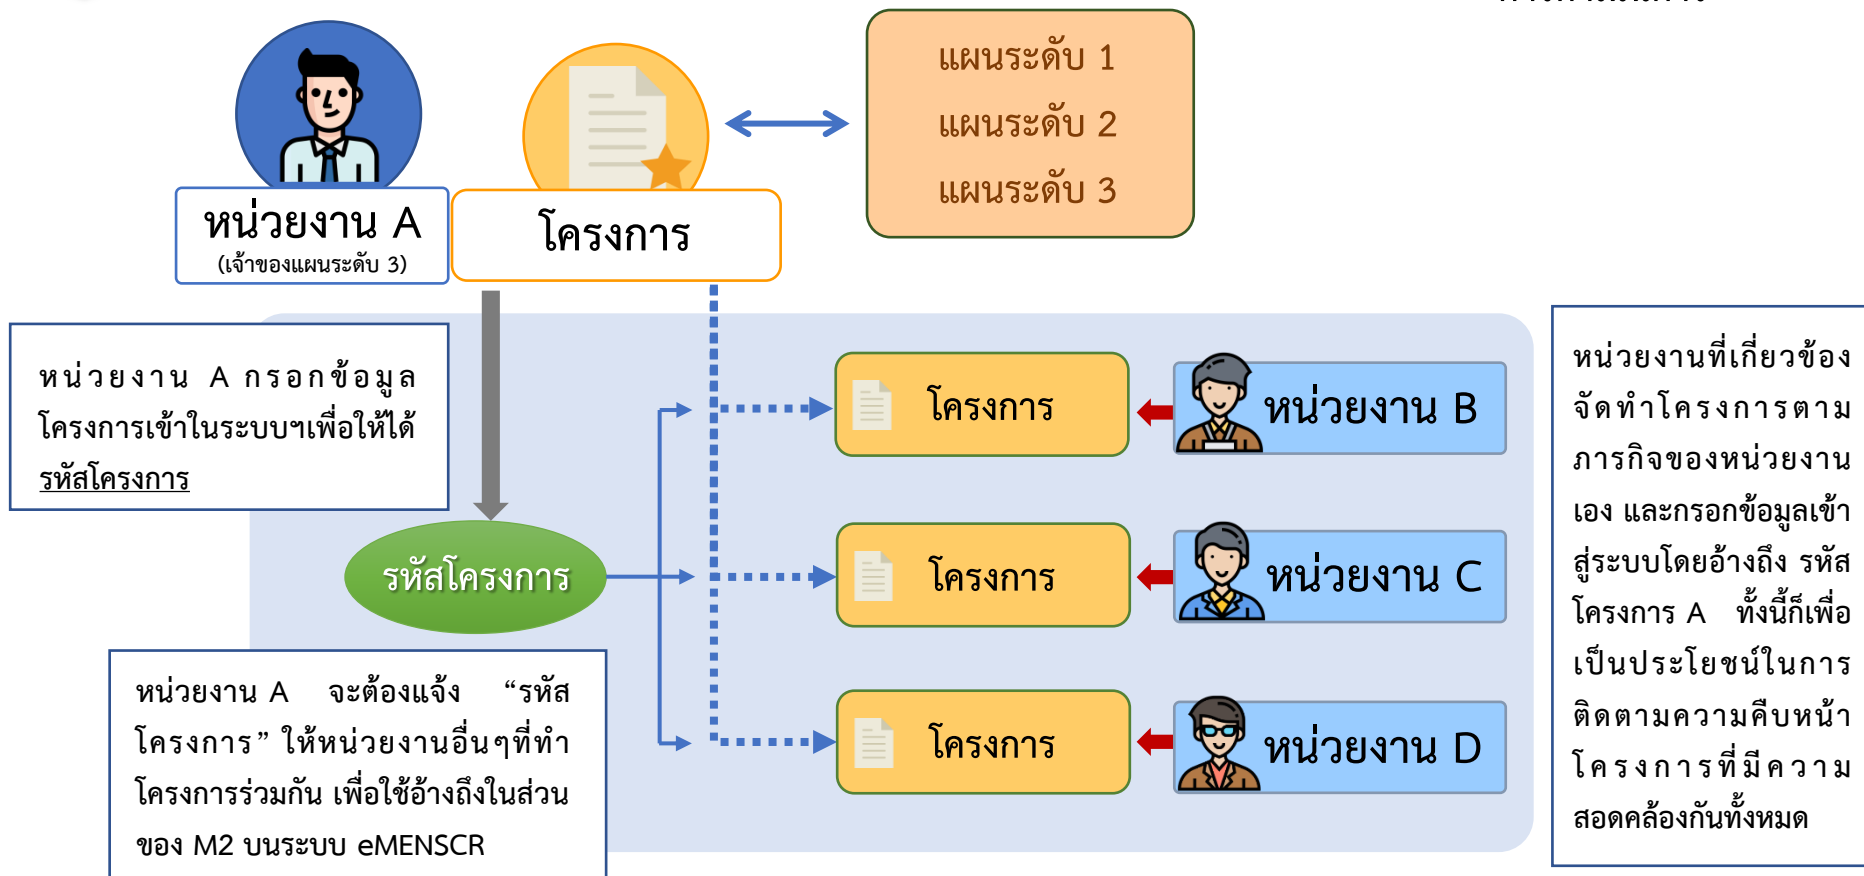 แผนระดับ 1
แผนระดับ 2
แผนระดับ 3
หน่วยงาน A
(เจ้าของแผนระดับ 3)
โครงการ
หน่วยงาน A กรอกข้อมูล
โครงการเข้าในระบบฯเพื่อให้ได้
รหัสโครงการ
รหัสโครงการ
หน่วยงาน A จะต้องแจ้ง “รหัส
โครงการ” ให้หน่วยงานอื่นๆที่ทำ
โครงการร่วมกัน เพื่อใช้อ้างถึงในส่วน
ของ M2 บนระบบ eMENSCR
โครงการ
หน่วยงาน B
โครงการ
หน่วยงาน C
โครงการ
หน่วยงาน D
หน่วยงานที่เกี่ยวข้อง
จัดทำโครงการตาม
ภารกิจของหน่วยงาน
เอง และกรอกข้อมูลเข้า
สู่ระบบโดยอ้างถึง รหัส
โครงการ A ทั้งนี้ก็เพื่อ
เป็นประโยชน์ในการ
ติดตามความคืบหน้า
โครงการที่มีความ
สอดคล้องกันทั้งหมด